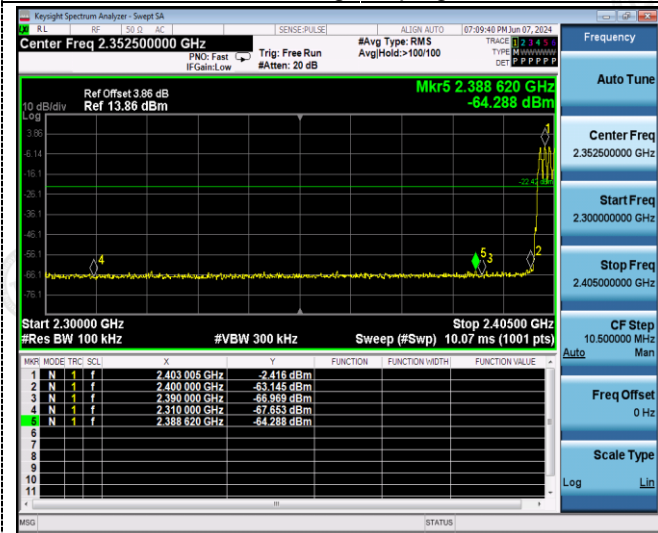 Keysight Spectrum Analyzer - Swept SA
RL RF 50 Ω AC SENSE:PULSE ALIGN AUTO 07:09:40 PM Jun 07, 2024
Center Freq 2.352500000 GHz
PNO: Fast
IFGain:Low
Trig: Free Run
#Atten: 20 dB
#Avg Type: RMS
Avg|Hold:>100/100
TRACE 1 2 3 4 5 6
TYPE M WWWWW
DET P P P P P P
Ref Offset 3.86 dB
10 dB/div Ref 13.86 dBm
Log
Mkr5 2.388 620 GHz
-64.288 dBm
3.86
-6.14
-16.1
-26.1
-36.1
-46.1
-56.1
-66.1
-76.1
-22.42 dBm
1
2
3
4
5
Start 2.30000 GHz Stop 2.40500 GHz
#Res BW 100 kHz #VBW 300 kHz Sweep (#Swp) 10.07 ms (1001 pts)
MKR MODE TRC SCL X Y FUNCTION FUNCTION WIDTH FUNCTION VALUE
1 N 1 f 2.403 005 GHz -2.416 dBm
2 N 1 f 2.400 000 GHz -63.145 dBm
3 N 1 f 2.390 000 GHz -66.969 dBm
4 N 1 f 2.310 000 GHz -67.653 dBm
5 N 1 f 2.388 620 GHz -64.288 dBm
6
7
8
9
10
11
MSG STATUS
Frequency
Auto Tune
Center Freq
2.352500000 GHz
Start Freq
2.300000000 GHz
Stop Freq
2.405000000 GHz
CF Step
10.500000 MHz
Auto Man
Freq Offset
0 Hz
Scale Type
Log Lin